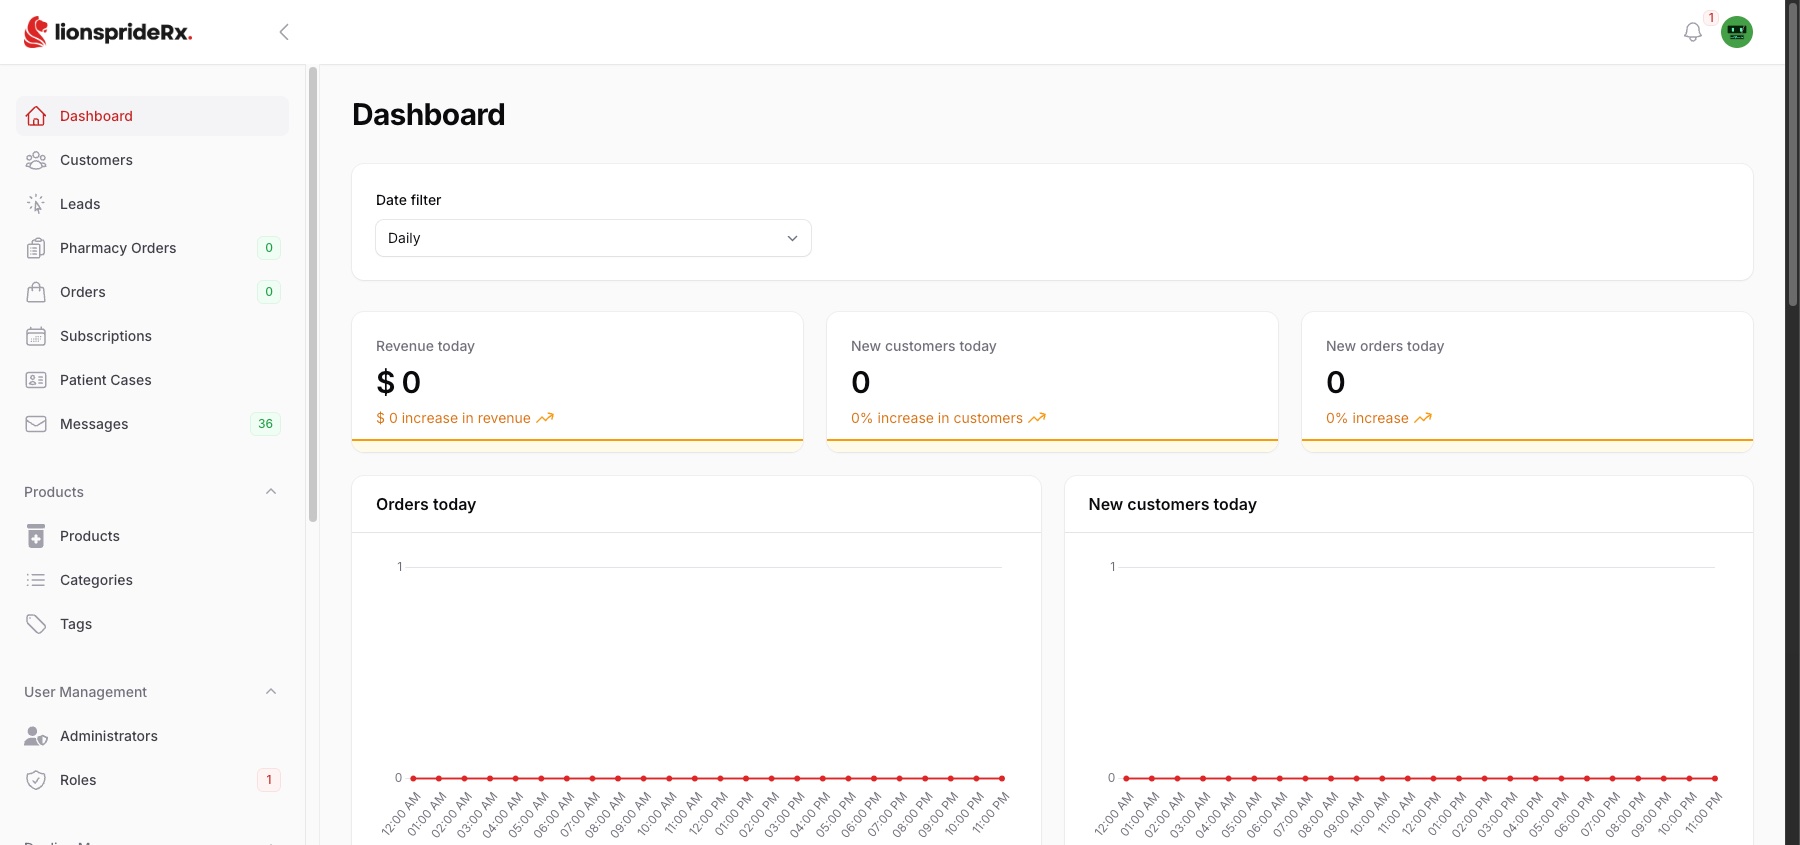 lionsprideRx.
1
Dashboard
Customers
Leads
Pharmacy Orders 0
Orders 0
Subscriptions
Patient Cases
Messages 36
Products
Products
Categories
Tags
User Management
Administrators
Roles 1
Dashboard
Date filter
Daily
Revenue today
$ 0
$ 0 increase in revenue
New customers today
0
0% increase in customers
New orders today
0
0% increase
Orders today
1
0
12:00 AM 01:00 AM 02:00 AM 03:00 AM 04:00 AM 05:00 AM 06:00 AM 07:00 AM 08:00 AM 09:00 AM 10:00 AM 11:00 AM 12:00 PM 01:00 PM 02:00 PM 03:00 PM 04:00 PM 05:00 PM 06:00 PM 07:00 PM 08:00 PM 09:00 PM 10:00 PM 11:00 PM
New customers today
1
0
12:00 AM 01:00 AM 02:00 AM 03:00 AM 04:00 AM 05:00 AM 06:00 AM 07:00 AM 08:00 AM 09:00 AM 10:00 AM 11:00 AM 12:00 PM 01:00 PM 02:00 PM 03:00 PM 04:00 PM 05:00 PM 06:00 PM 07:00 PM 08:00 PM 09:00 PM 10:00 PM 11:00 PM